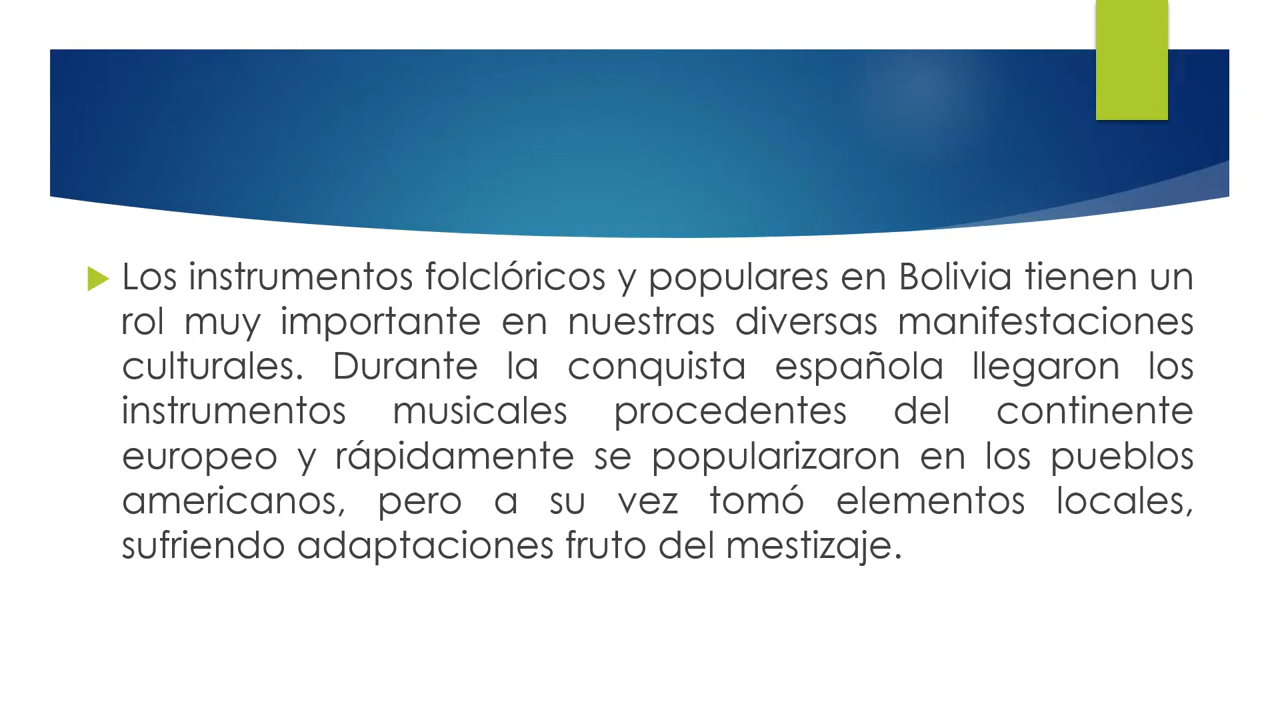 Los instrumentos folclóricos y populares en Bolivia tienen un
rol muy importante en nuestras diversas manifestaciones
culturales. Durante la conquista española llegaron los
instrumentos musicales procedentes del continente
europeo y rápidamente se popularizaron en los pueblos
americanos, pero a su vez tomó elementos locales,
sufriendo adaptaciones fruto del mestizaje.